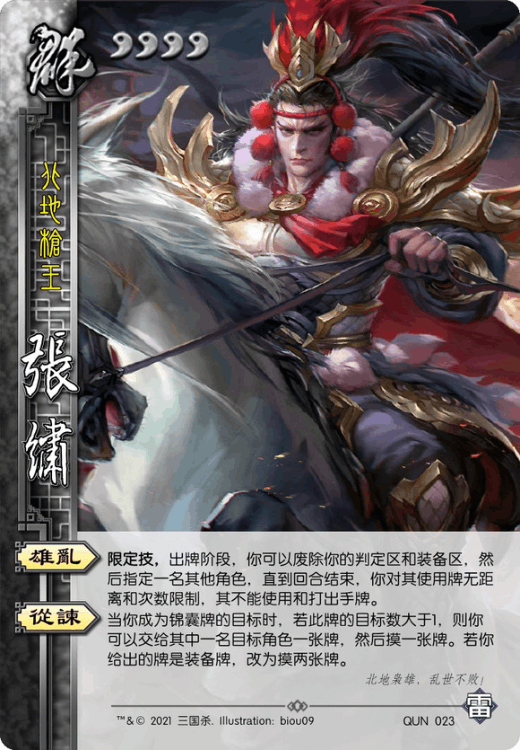 群
北地槍王
張繡
雄亂
限定技，出牌阶段，你可以废除你的判定区和装备区，然
后指定一名其他角色，直到回合结束，你对其使用牌无距
离和次数限制，其不能使用和打出手牌。
從諫
当你成为锦囊牌的目标时，若此牌的目标数大于1，则你
可以交给其中一名目标角色一张牌，然后摸一张牌。若你
给出的牌是装备牌，改为摸两张牌。
北地枭雄，乱世不败！
™&© 2021 三国杀. Illustration: biou09
QUN 023
雷